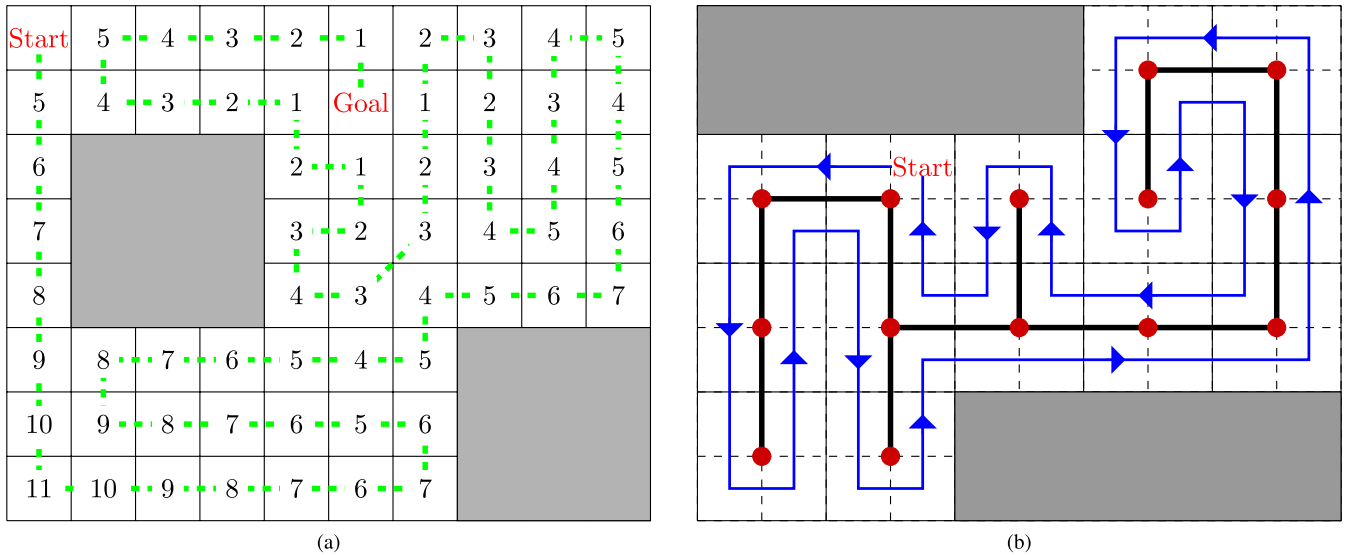 Start 5 4 3 2 1 2 3 4 5
5 4 3 2 1 Goal 1 2 3 4
6 2 1 2 3 4 5
Start
7 3 2 3 4 5 6
8 4 3 4 5 6 7
9 8 7 6 5 4 5
10 9 8 7 6 5 6
11 10 9 8 7 6 7
(a)
(b)